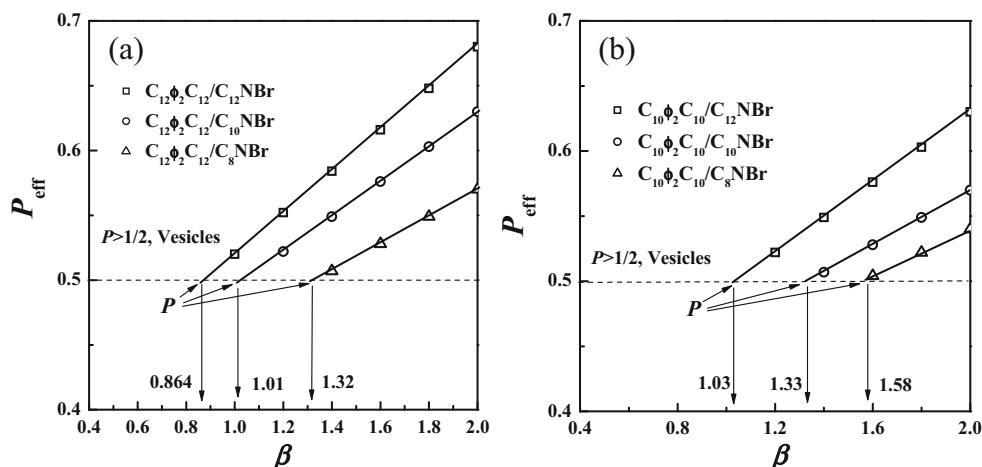 (a)
C₁₂ϕ₂C₁₂/C₁₂NBr
C₁₂ϕ₂C₁₂/C₁₀NBr
C₁₂ϕ₂C₁₂/C₈NBr
P>1/2, Vesicles
P
0.864
1.01
1.32
0.7
0.6
0.5
0.4
P_eff
0.4 0.6 0.8 1.0 1.2 1.4 1.6 1.8 2.0
β
(b)
C₁₀ϕ₂C₁₀/C₁₂NBr
C₁₀ϕ₂C₁₀/C₁₀NBr
C₁₀ϕ₂C₁₀/C₈NBr
P>1/2, Vesicles
P
1.03
1.33
1.58
0.7
0.6
0.5
0.4
P_eff
0.4 0.8 1.2 1.6 2.0
β